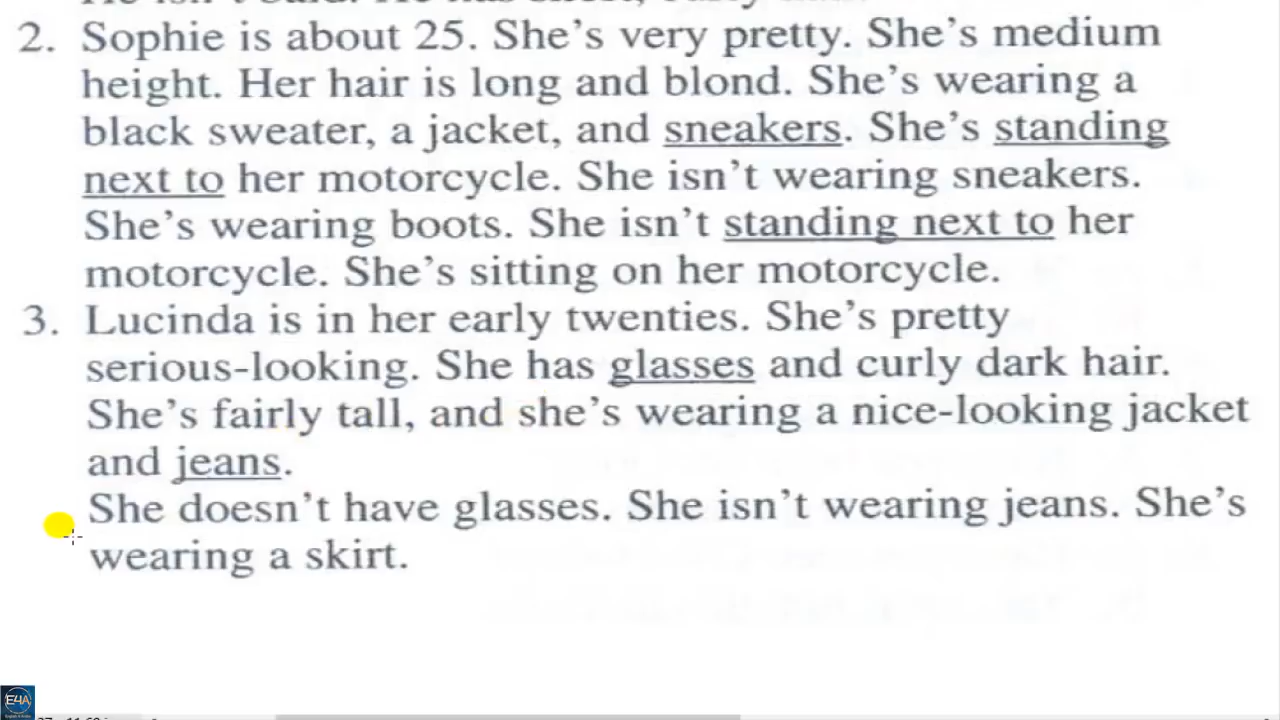 2. Sophie is about 25. She's very pretty. She's medium
height. Her hair is long and blond. She's wearing a
black sweater, a jacket, and sneakers. She's standing
next to her motorcycle. She isn't wearing sneakers.
She's wearing boots. She isn't standing next to her
motorcycle. She's sitting on her motorcycle.
3. Lucinda is in her early twenties. She's pretty
serious-looking. She has glasses and curly dark hair.
She's fairly tall, and she's wearing a nice-looking jacket
and jeans.
She doesn't have glasses. She isn't wearing jeans. She's
wearing a skirt.
E4A